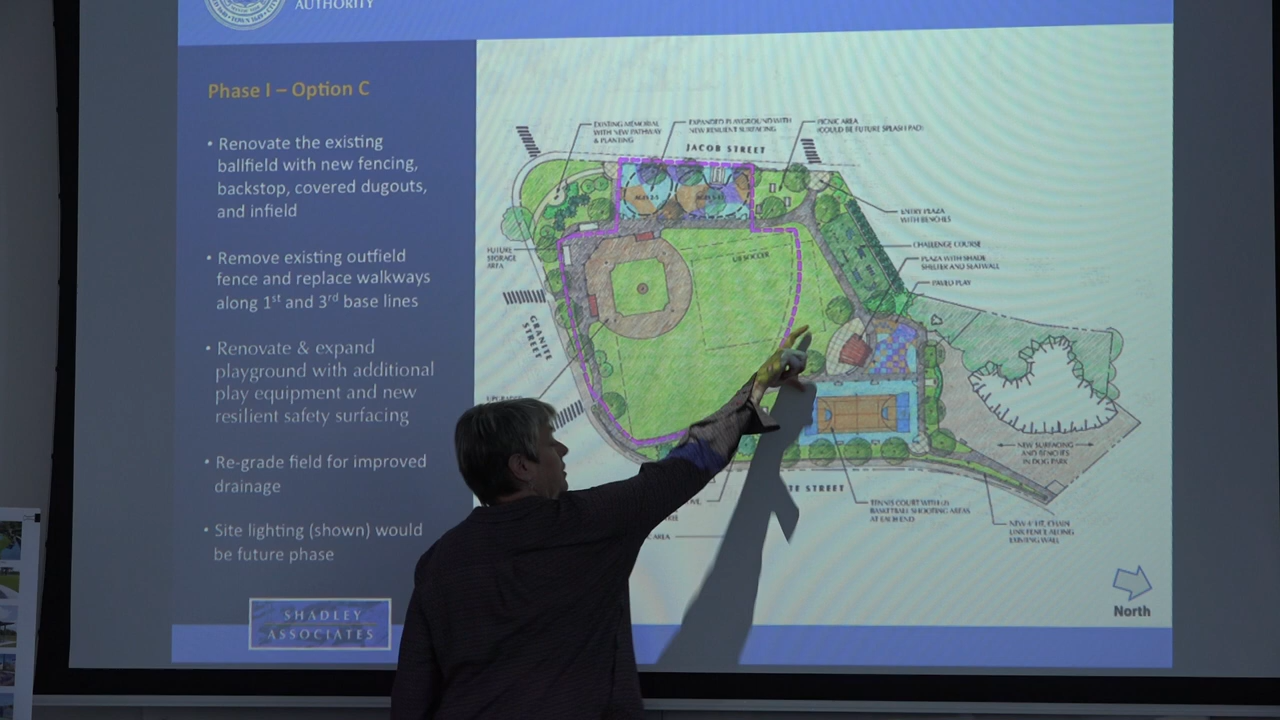 AUTHORITY
Phase I – Option C
• Renovate the existing
ballfield with new fencing,
backstop, covered dugouts,
and infield
• Remove existing outfield
fence and replace walkways
along 1st and 3rd base lines
• Renovate & expand
playground with additional
play equipment and new
resilient safety surfacing
• Re-grade field for improved
drainage
• Site lighting (shown) would
be future phase
SHADLEY
ASSOCIATES
EXISTING MEMORIAL
WITH NEW PATHWAY
& PLANTING
EXPANDED PLAYGROUND WITH
NEW RESILIENT SURFACING
PICNIC AREA
(COULD BE FUTURE SPLASH PAD)
JACOB STREET
ENTRY PLAZA
WITH BENCHES
CHALLENGE COURSE
PLAZA WITH SHADE
SHELTER AND SEATWALL
PAVED PLAY
FUTURE
STORAGE
AREA
U8 SOCCER
GRANITE
STREET
NEW SURFACING
AND BENCHES
IN DOG PARK
STREET
TENNIS COURT WITH (2)
BASKETBALL SHOOTING AREAS
AT EACH END
NEW 4' HT. CHAIN
LINK FENCE ALONG
EXISTING WALL
AREA
North